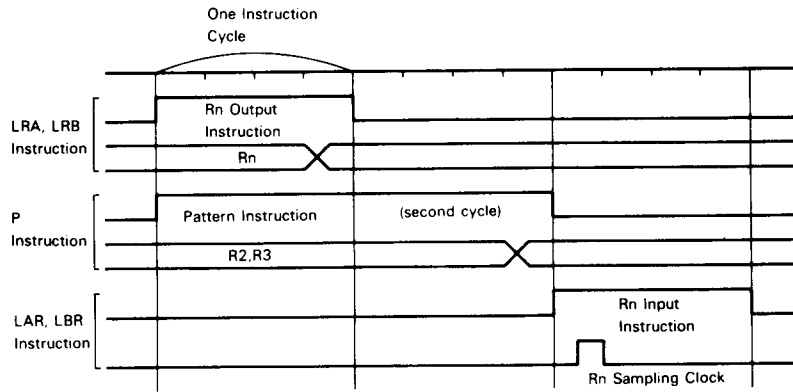 One Instruction
Cycle
LRA, LRB
Instruction
Rn Output
Instruction
Rn
P
Instruction
Pattern Instruction
(second cycle)
R2,R3
LAR, LBR
Instruction
Rn Input
Instruction
Rn Sampling Clock